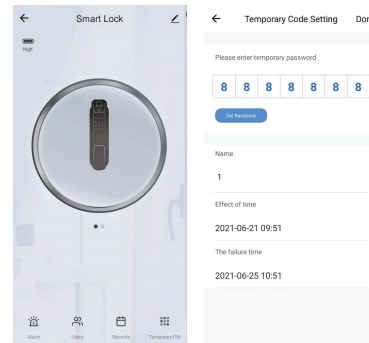 Smart Lock
High
Alarm
Users
Records
Temporary PW
Temporary Code Setting
Don
Please enter temporary password
8 8 8 8 8 8 8
Get Randomly
Name
1
Effect of time
2021-06-21 09:51
The failure time
2021-06-25 10:51